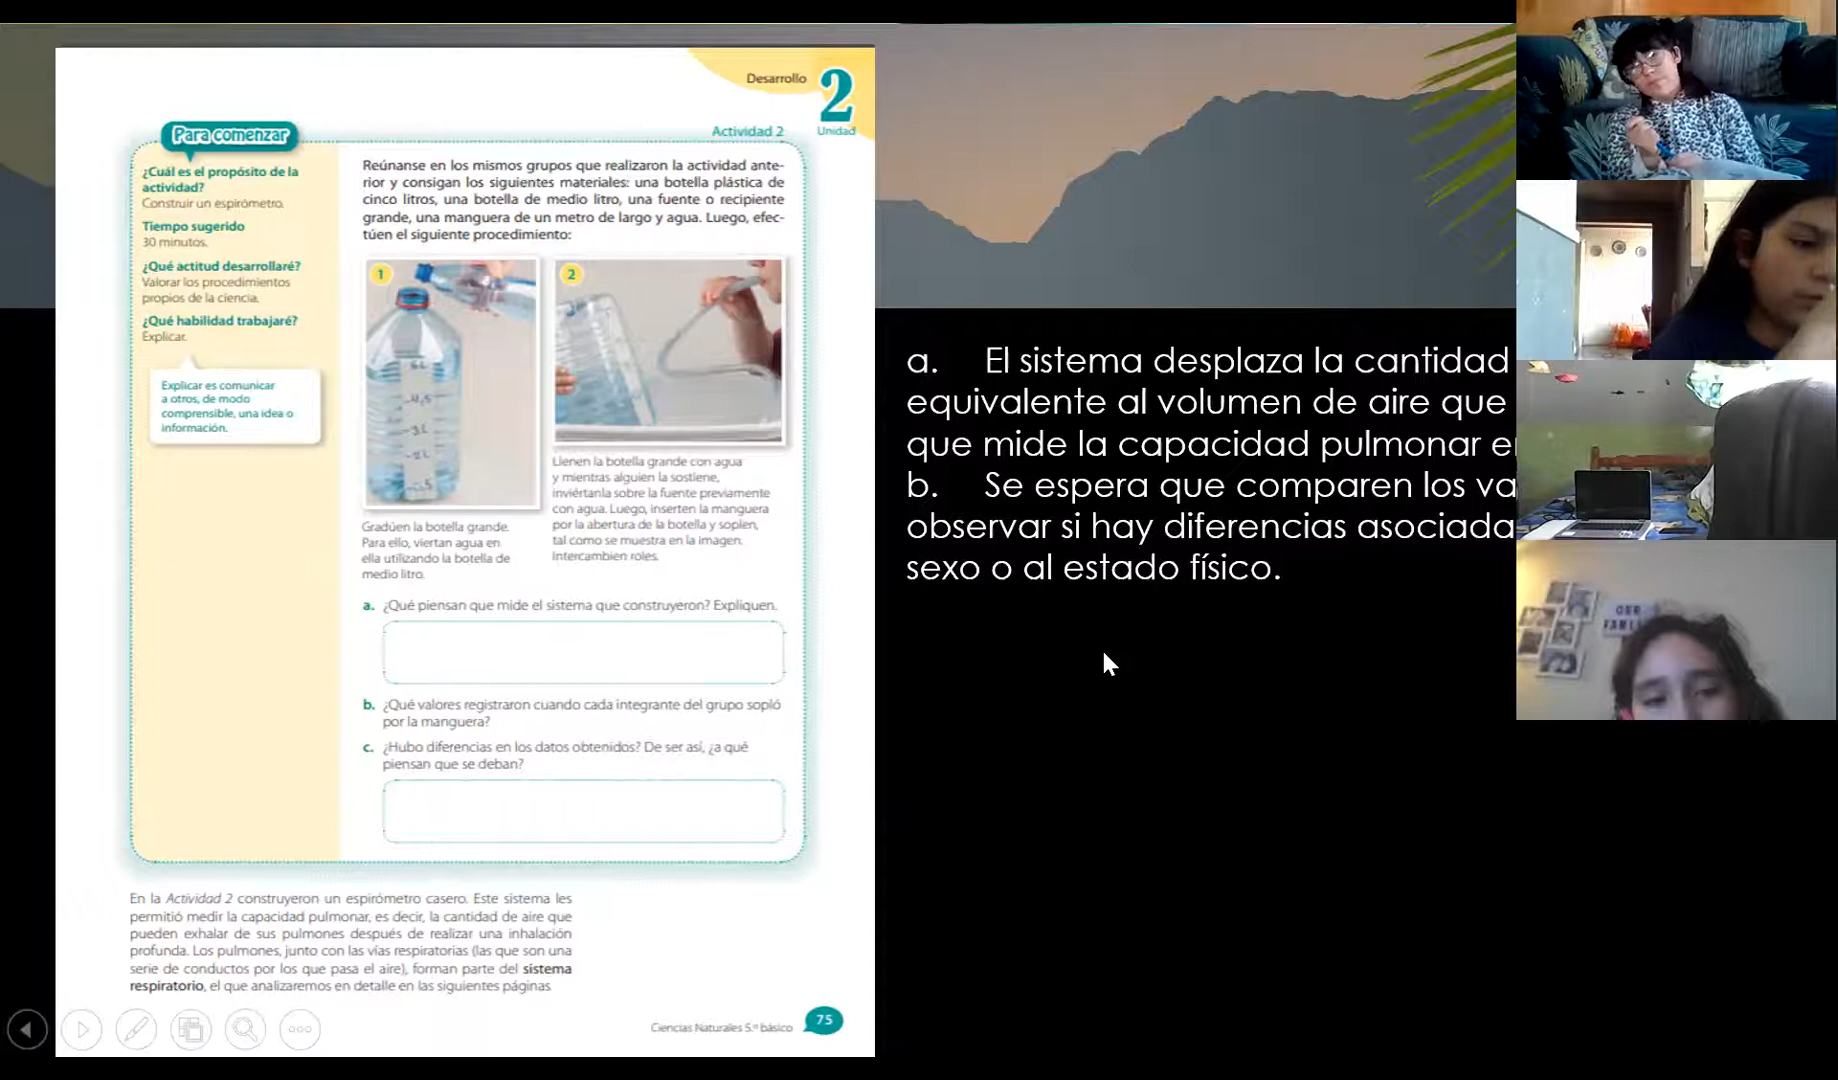 Desarrollo
2
Unidad
Actividad 2
Para comenzar
¿Cuál es el propósito de la
actividad?
Construir un espirómetro.
Tiempo sugerido
30 minutos.
¿Qué actitud desarrollaré?
Valorar los procedimientos
propios de la ciencia.
¿Qué habilidad trabajaré?
Explicar.
Explicar es comunicar
a otros, de modo
comprensible, una idea o
información.
Reúnanse en los mismos grupos que realizaron la actividad ante-
rior y consigan los siguientes materiales: una botella plástica de
cinco litros, una botella de medio litro, una fuente o recipiente
grande, una manguera de un metro de largo y agua. Luego, efec-
túen el siguiente procedimiento:
1
2
Gradúen la botella grande.
Para ello, viertan agua en
ella utilizando la botella de
medio litro.
Llenen la botella grande con agua
y mientras alguien la sostiene,
inviértanla sobre la fuente previamente
con agua. Luego, inserten la manguera
por la abertura de la botella y soplen,
tal como se muestra en la imagen.
Intercambien roles.
a. ¿Qué piensan que mide el sistema que construyeron? Expliquen.
b. ¿Qué valores registraron cuando cada integrante del grupo sopló
por la manguera?
c. ¿Hubo diferencias en los datos obtenidos? De ser así, ¿a qué
piensan que se deban?
En la Actividad 2 construyeron un espirómetro casero. Este sistema les
permitió medir la capacidad pulmonar, es decir, la cantidad de aire que
pueden exhalar de sus pulmones después de realizar una inhalación
profunda. Los pulmones, junto con las vías respiratorias (las que son una
serie de conductos por los que pasa el aire), forman parte del sistema
respiratorio, el que analizaremos en detalle en las siguientes páginas
Ciencias Naturales 5.º básico
75
a. El sistema desplaza la cantidad
equivalente al volumen de aire que
que mide la capacidad pulmonar
b. Se espera que comparen los va
observar si hay diferencias asociada
sexo o al estado físico.
OUR